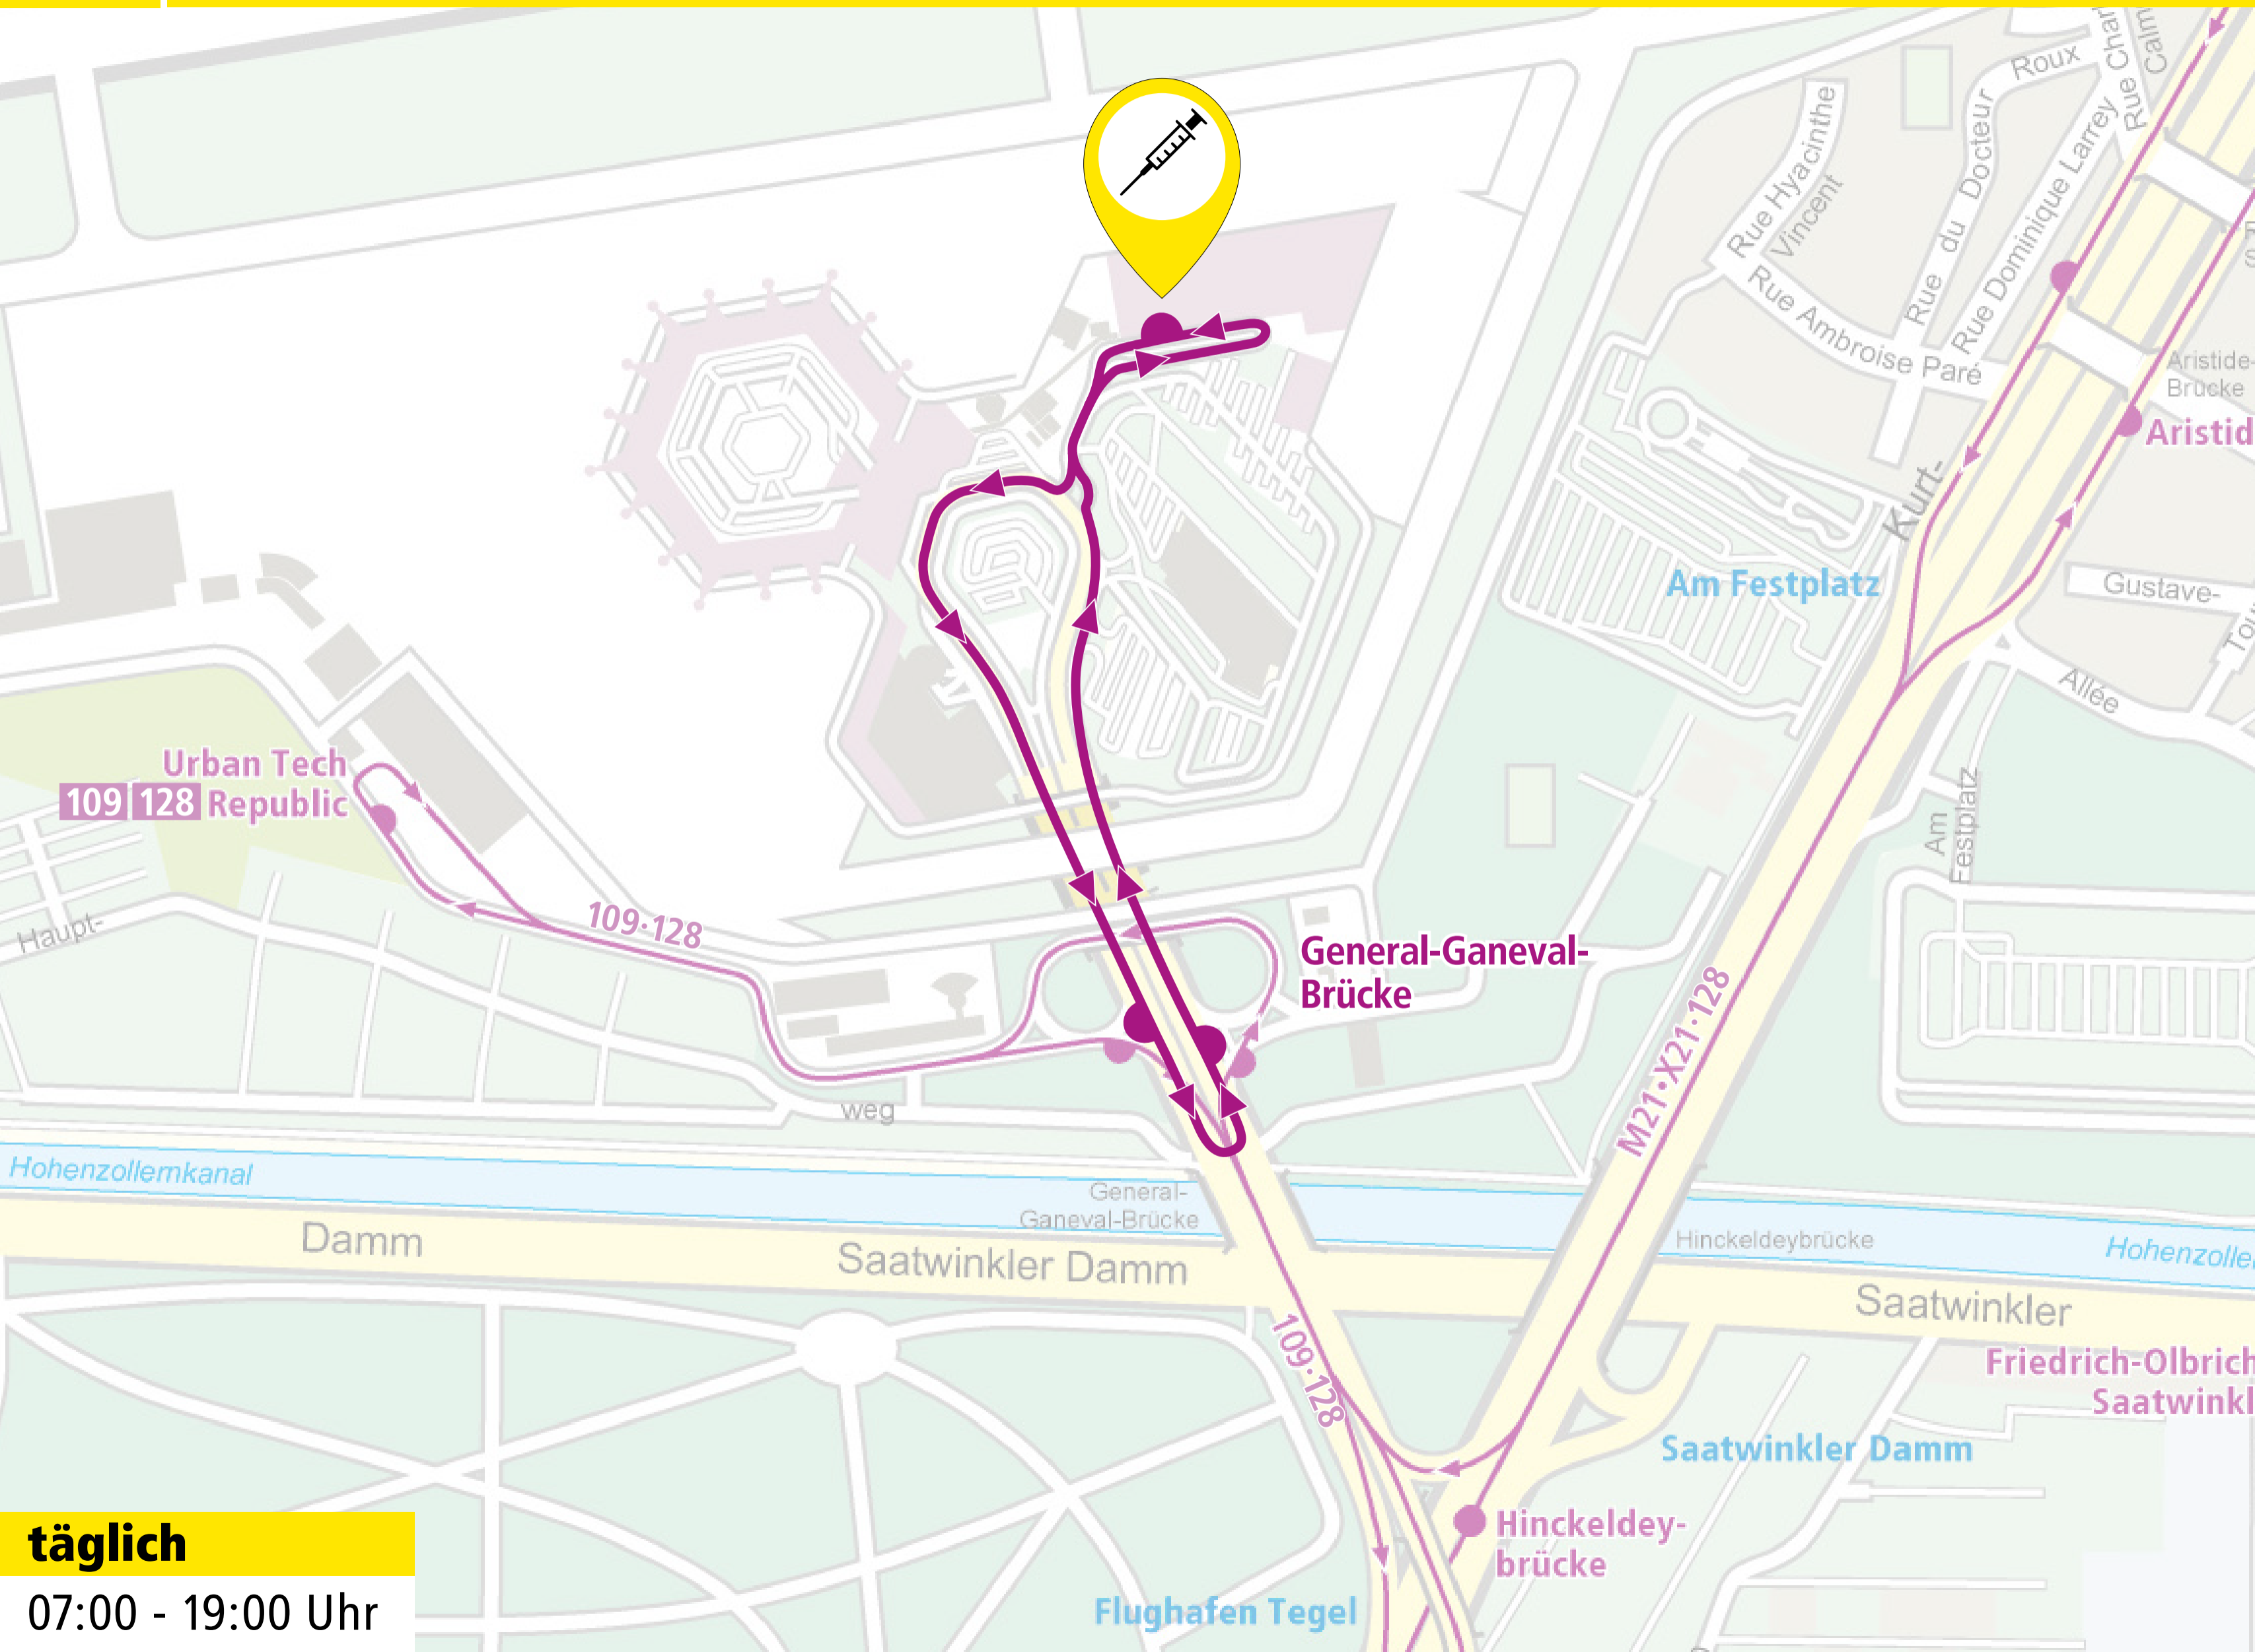 Roux
Rue Hyacinthe
Vincent
Rue du Docteur
Rue Dominique Larrey
Rue Ambroise Paré
Aristide-
Brücke
Aristid
Kurt-
Am Festplatz
Gustave-
Allée
Urban Tech
109 128 Republic
Am
Festplatz
109·128
Haupt-
General-Ganeval-
Brücke
M21·X21·128
weg
Hohenzollernkanal
General-
Ganeval-Brücke
Hinckeldeybrücke
Hohenzolle
Damm
Saatwinkler Damm
Saatwinkler
109·128
Friedrich-Olbrich
Saatwinkl
Saatwinkler Damm
Hinckeldey-
brücke
täglich
07:00 - 19:00 Uhr
Flughafen Tegel